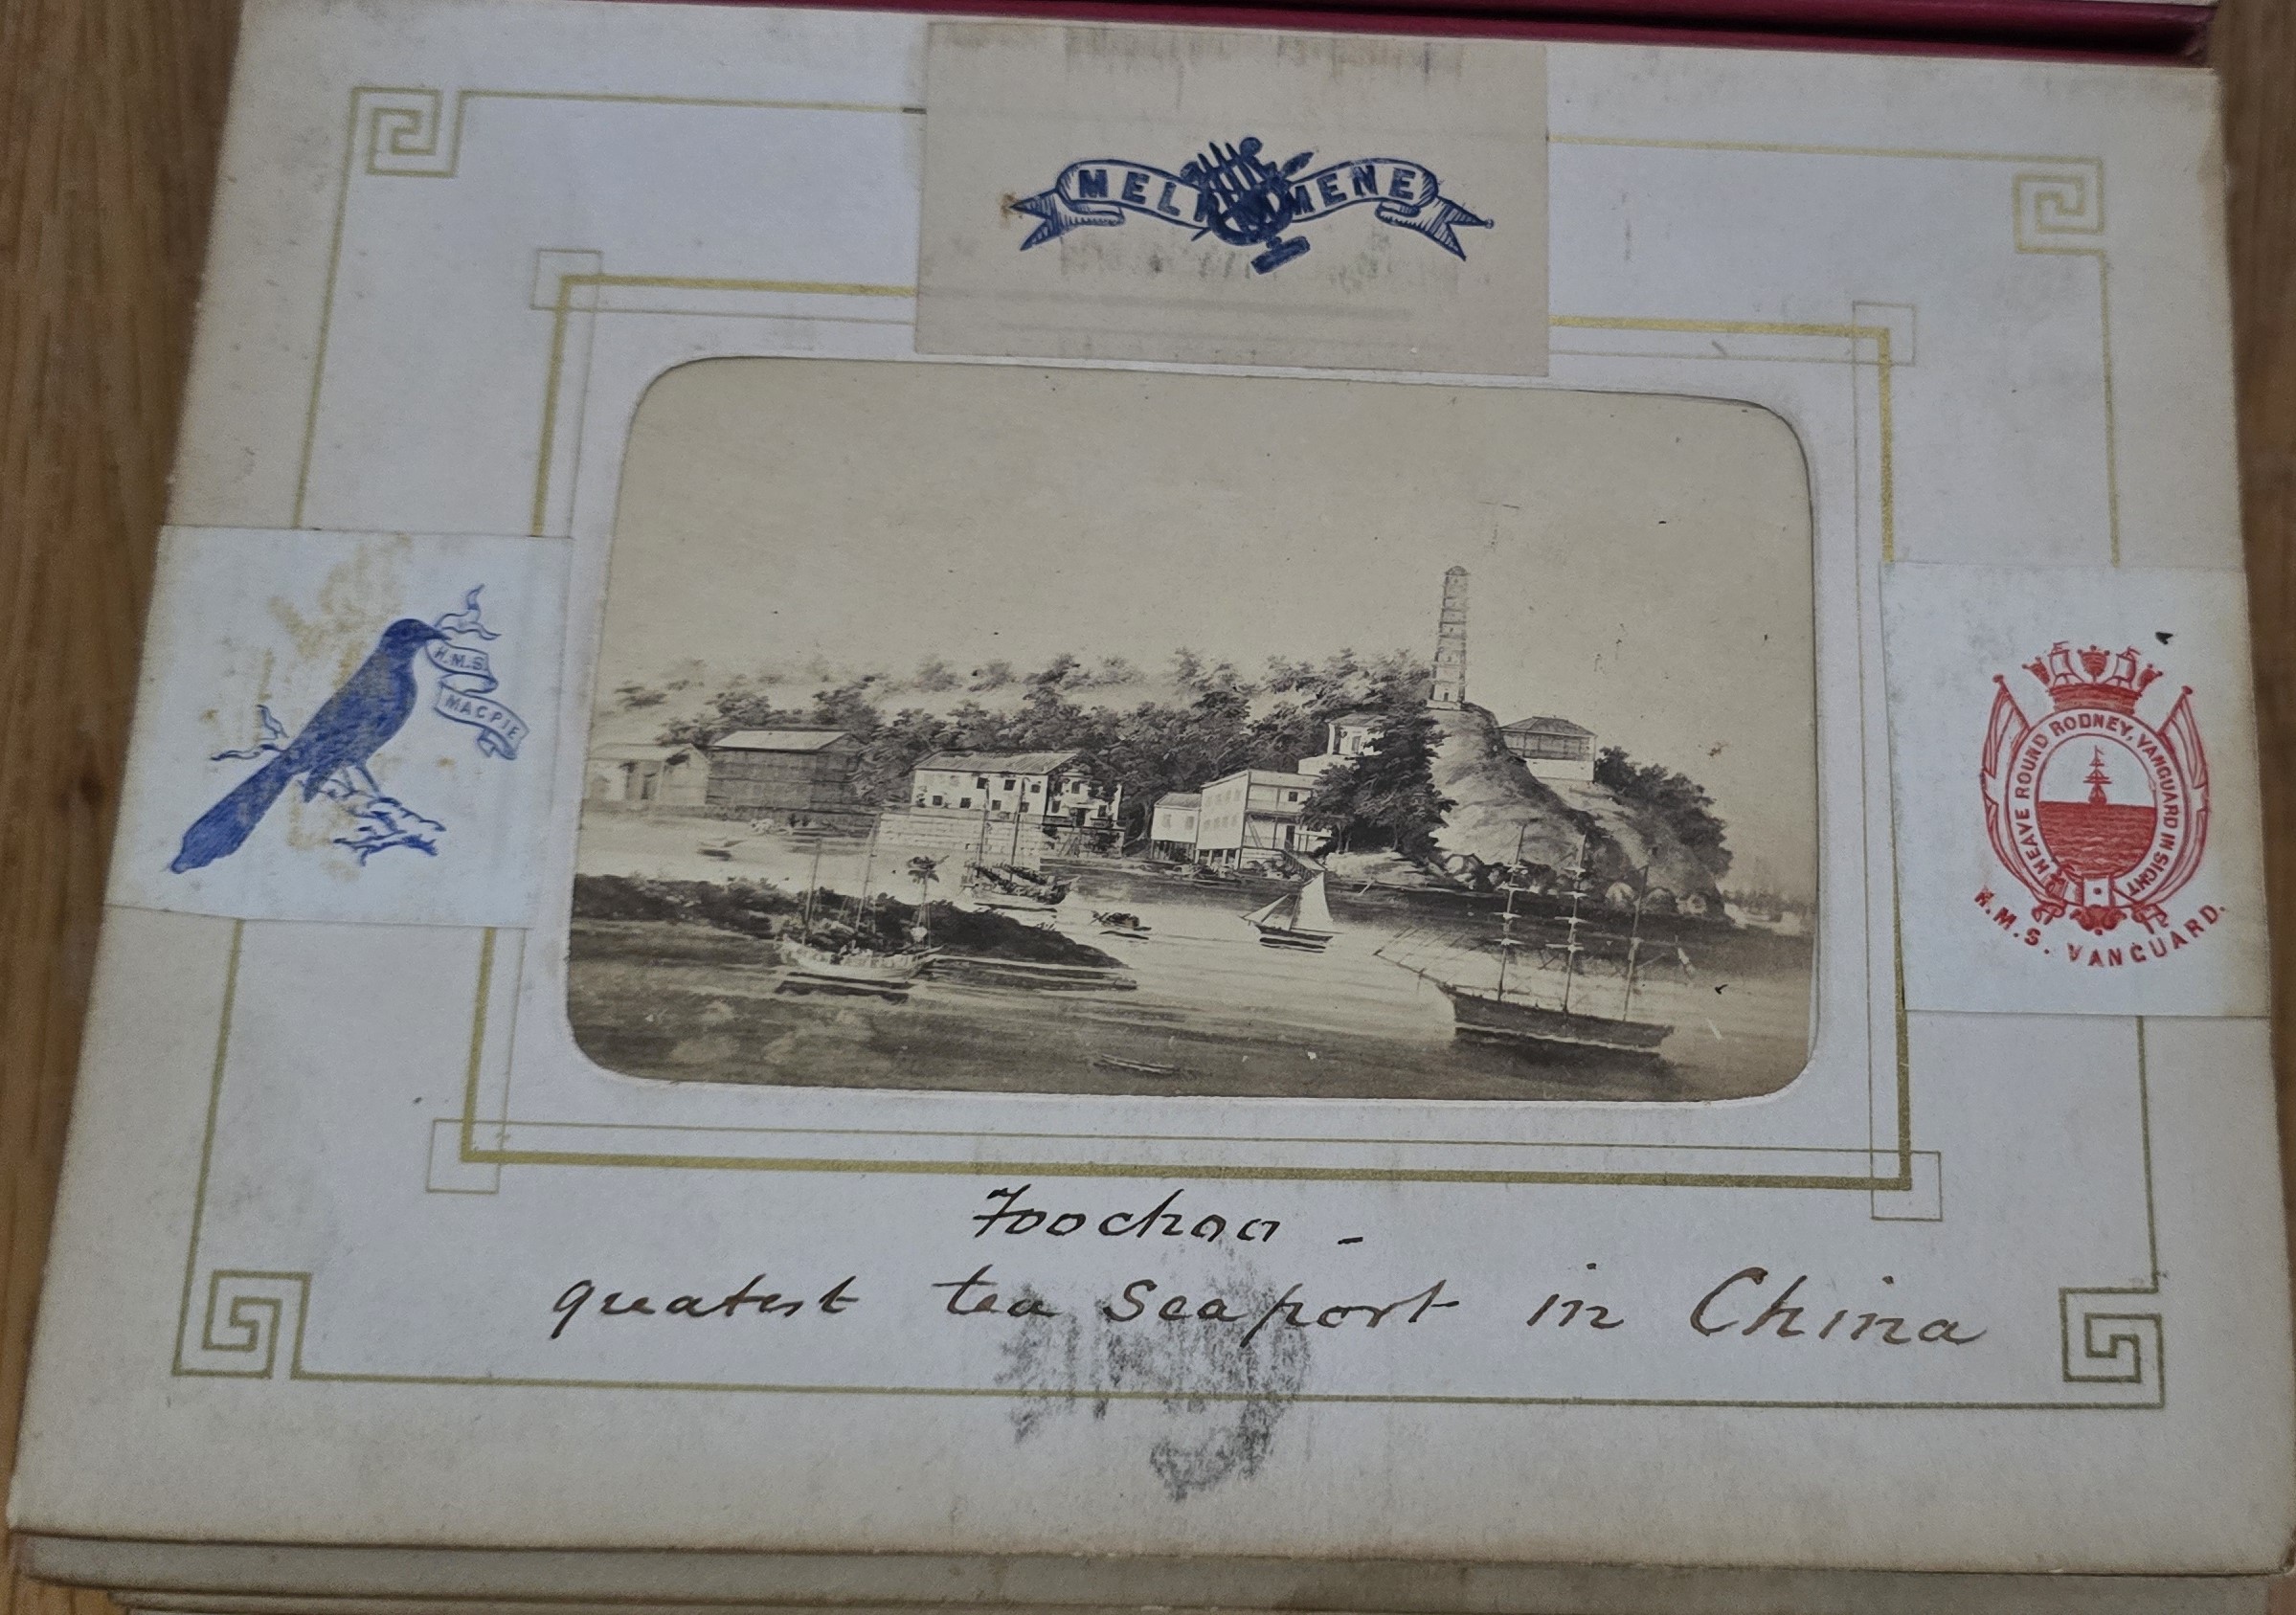 MELPOMENE
H.M.S.
MAGPIE
HEAVE ROUND RODNEY, VANGUARD IN SIGHT
H.M.S. VANGUARD.
Foochoo -
greatest tea seaport in China